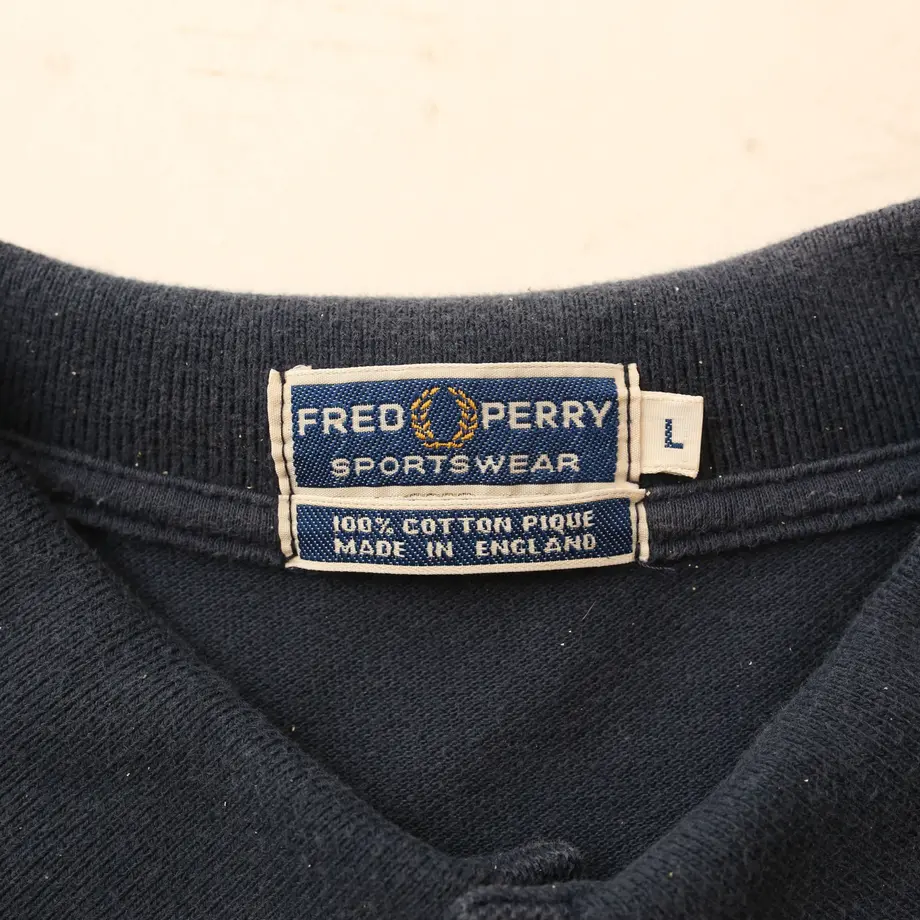 FRED PERRY
SPORTSWEAR
L
100% COTTON PIQUE
MADE IN ENGLAND